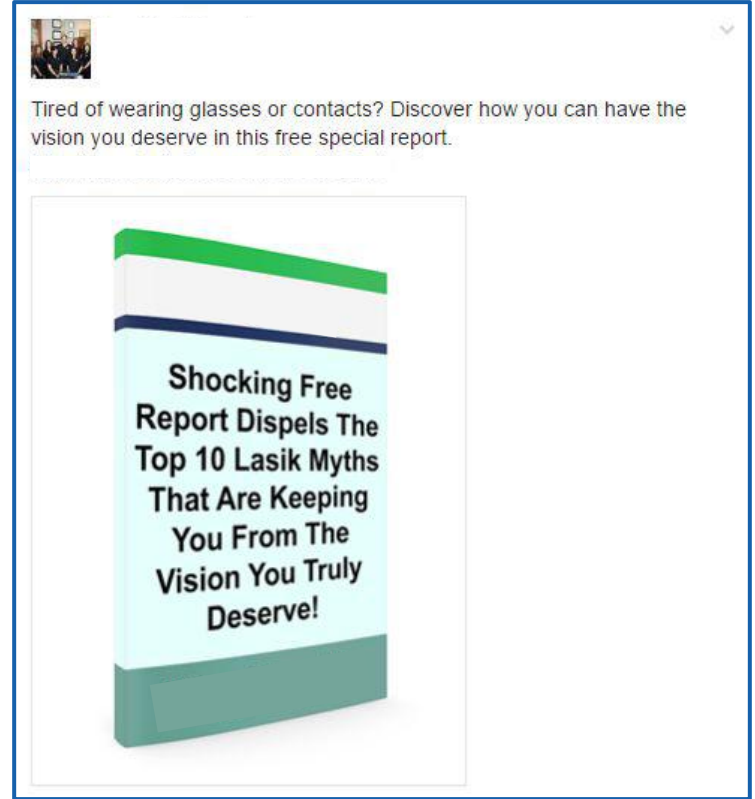 Tired of wearing glasses or contacts? Discover how you can have the
vision you deserve in this free special report.
Shocking Free
Report Dispels The
Top 10 Lasik Myths
That Are Keeping
You From The
Vision You Truly
Deserve!